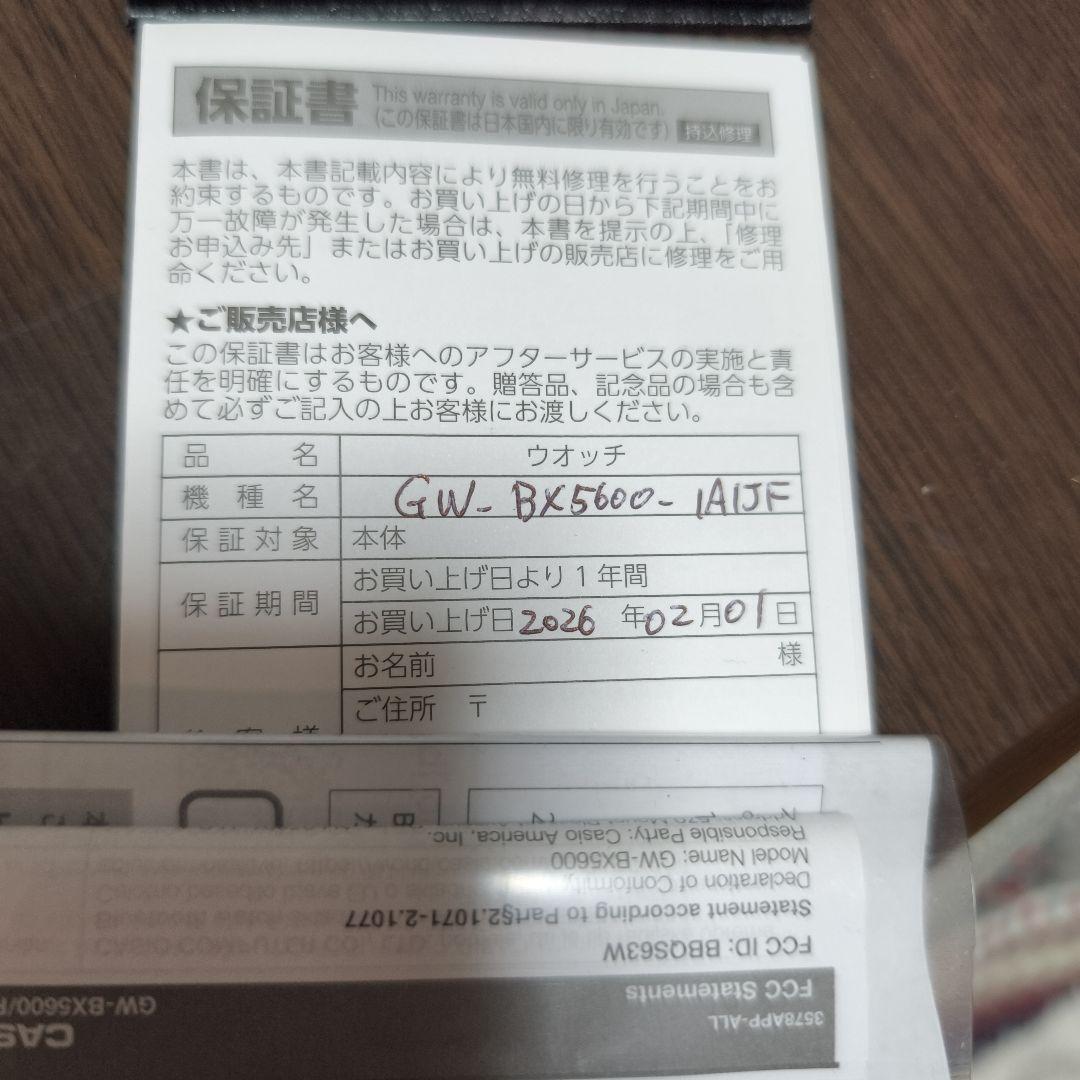 保証書 This warranty is valid only in Japan.
(この保証書は日本国内に限り有効です) 持込修理
本書は、本書記載内容により無料修理を行うことをお
約束するものです。お買い上げの日から下記期間中に
万一故障が発生した場合は、本書を提示の上、「修理
お申込み先」またはお買い上げの販売店に修理をご用
命ください。
★ご販売店様へ
この保証書はお客様へのアフターサービスの実施と責
任を明確にするものです。贈答品、記念品の場合も含
めて必ずご記入の上お客様にお渡しください。
品名 ウオッチ
機種名 GW-BX5600-1A1JF
保証対象 本体
保証期間 お買い上げ日より1年間
お買い上げ日2026年02月01日
お名前 様
ご住所 〒
Responsible Party: Casio America, Inc.
Model Name: GW-BX5600
Declaration of Conformity
Statement according to Part§2.1071-2.1077
FCC ID: BBQS63W
FCC Statements
GW-BX5600/
3578APP-ALL
CAS